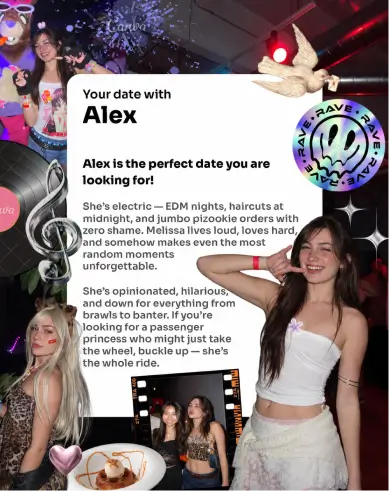 Canva
Your date with
Alex
RAVE • RAVE • RAVE • RAVE •
Alex is the perfect date you are
looking for!
She's electric — EDM nights, haircuts at
midnight, and jumbo pizookie orders with
zero shame. Melissa lives loud, loves hard,
and somehow makes even the most
random moments
unforgettable.
She's opinionated, hilarious,
and down for everything from
brawls to banter. If you're
looking for a passenger
princess who might just take
the wheel, buckle up — she's
the whole ride.